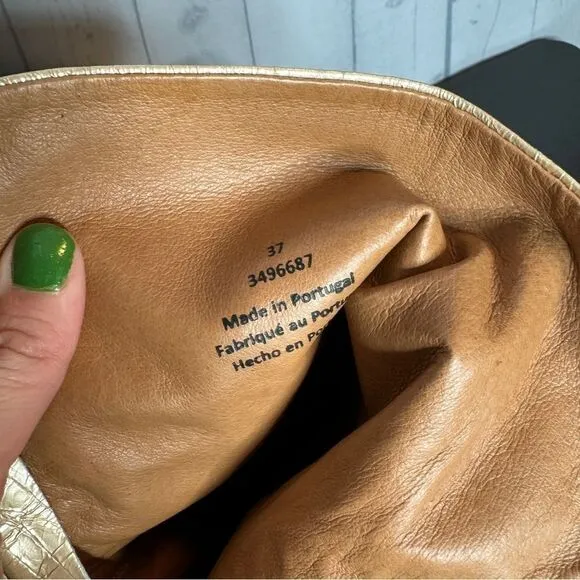 37
3496687
Made in Portugal
Fabriqué au
Hecho en